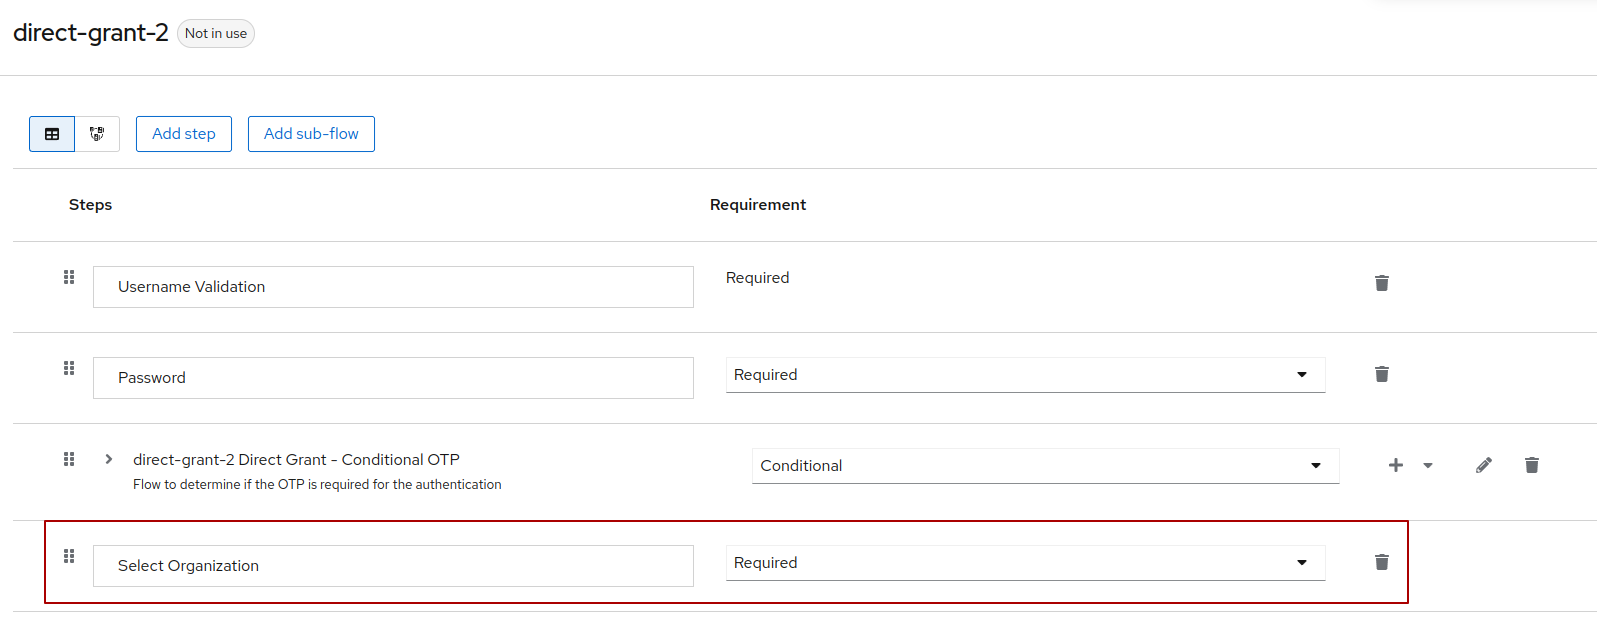 direct-grant-2 Not in use
Add step Add sub-flow
Steps Requirement
Username Validation Required
Password Required
direct-grant-2 Direct Grant - Conditional OTP Conditional
Flow to determine if the OTP is required for the authentication
Select Organization Required